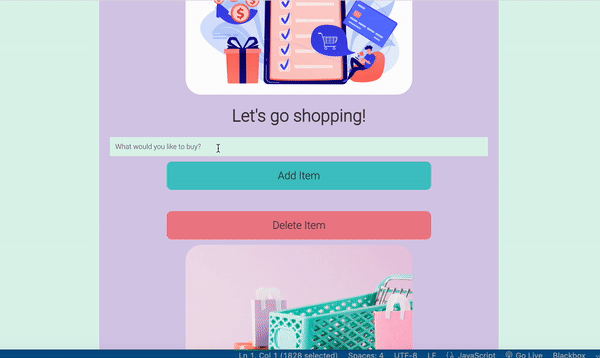 Let's go shopping!
What would you like to buy?
Add Item
Delete Item
Ln 1, Col 1 (1828 selected) Spaces: 4 UTF-8 LF JavaScript Go Live Blackbox